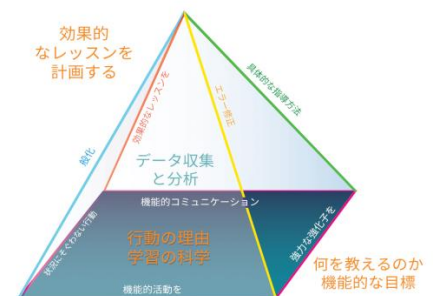 効果的
なレッスンを
計画する
般化
効果的なレッスンを
エラー修正
具体的な指導方法
データ収集
と分析
機能的コミュニケーション
状況にそぐわない行動
行動の理由
学習の科学
強力な強化子を
機能的活動を
何を教えるのか
機能的な目標